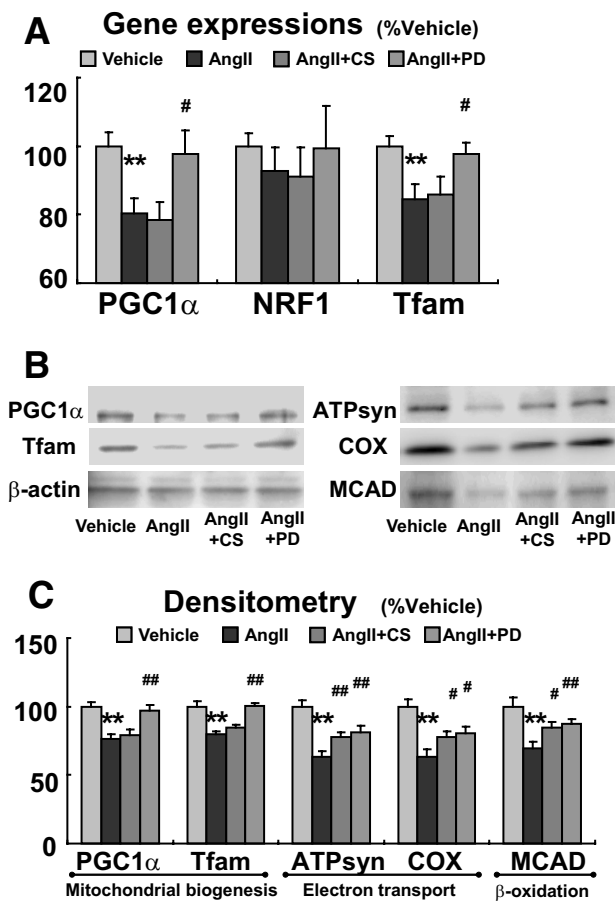 A Gene expressions (%Vehicle)
Vehicle AngII AngII+CS AngII+PD
120
100
80
60
** # ** #
PGC1α NRF1 Tfam
B
PGC1α ATPsyn
Tfam COX
β-actin MCAD
Vehicle AngII AngII +CS AngII +PD Vehicle AngII AngII +CS AngII +PD
C Densitometry (%Vehicle)
Vehicle AngII AngII+CS AngII+PD
150
100
50
0
** ## ** ## ** ## ## ** # # ** # ##
PGC1α Tfam ATPsyn COX MCAD
Mitochondrial biogenesis Electron transport β-oxidation